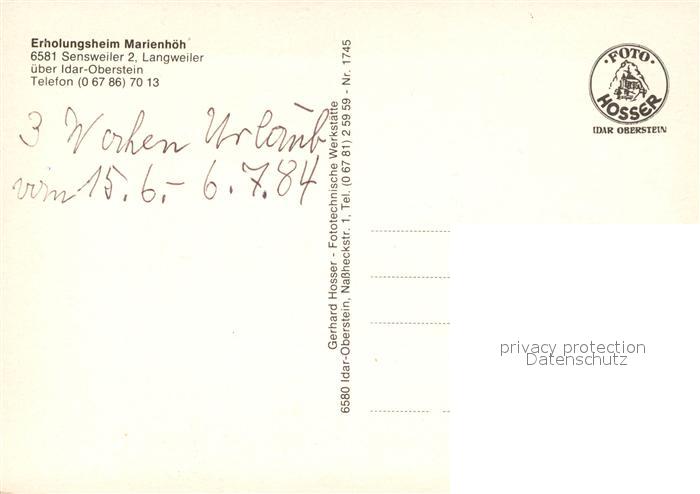 Erholungsheim Marienhöh
6581 Sensweiler 2, Langweiler
über Idar-Oberstein
Telefon (0 67 86) 70 13
3 Wochen Urlaub
vom 15.6.- 6.7.84
Gerhard Hosser - Fototechnische Werkstätte
6580 Idar-Oberstein, Naßheckstr. 1, Tel. (0 67 81) 2 59 59 - Nr. 1745
· FOTO ·
HOSSER
IDAR OBERSTEIN
privacy protection
Datenschutz